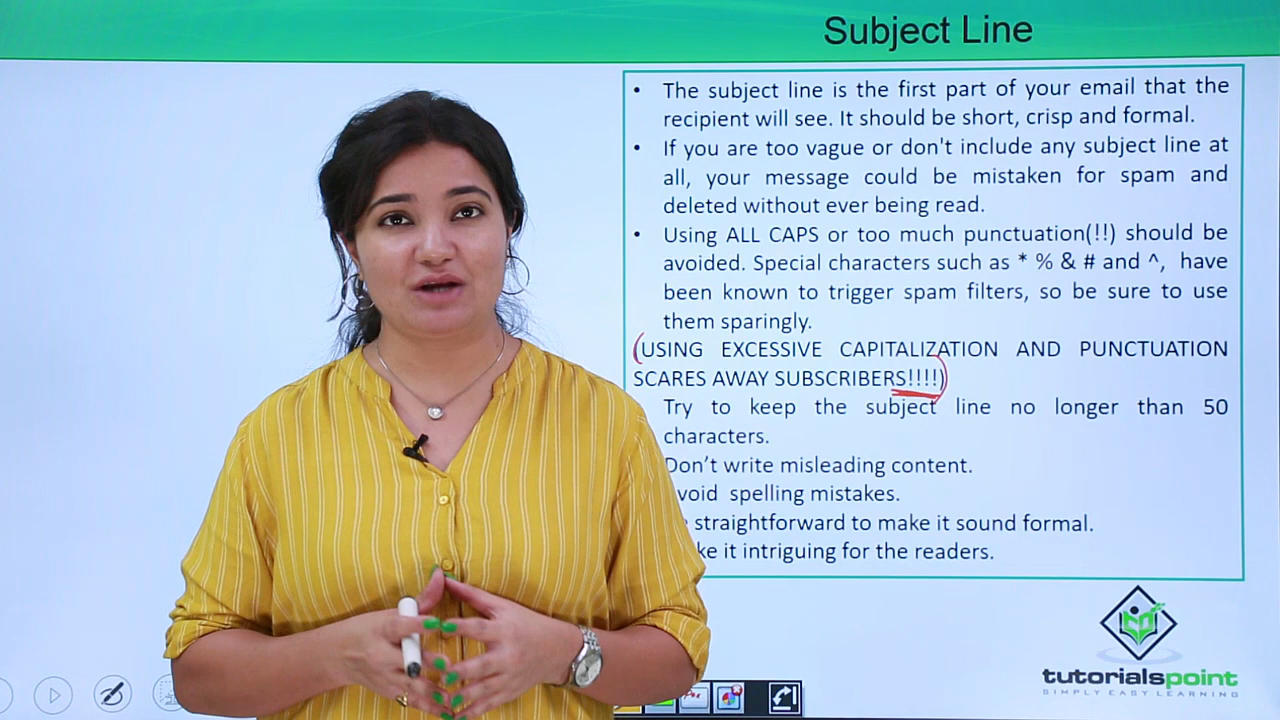 Subject Line
• The subject line is the first part of your email that the
recipient will see. It should be short, crisp and formal.
• If you are too vague or don't include any subject line at
all, your message could be mistaken for spam and
deleted without ever being read.
• Using ALL CAPS or too much punctuation(!!) should be
avoided. Special characters such as * % & # and ^, have
been known to trigger spam filters, so be sure to use
them sparingly.
(USING EXCESSIVE CAPITALIZATION AND PUNCTUATION
SCARES AWAY SUBSCRIBERS!!!!)
Try to keep the subject line no longer than 50
characters.
Don’t write misleading content.
void spelling mistakes.
straightforward to make it sound formal.
ke it intriguing for the readers.
tutorialspoint
SIMPLY EASY LEARNING